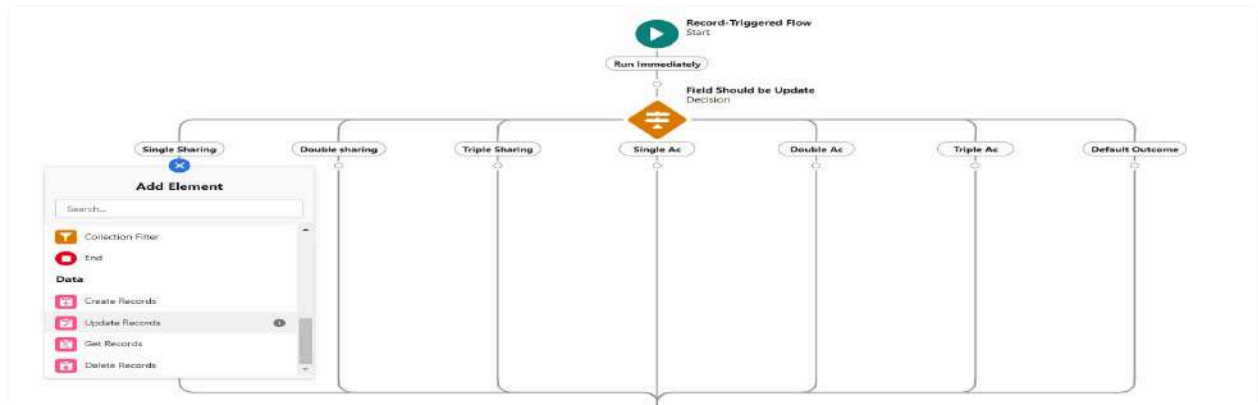 Record-Triggered Flow
Start
Run Immediately
Field Should be Update
Decision
Single Sharing
Double sharing
Triple Sharing
Single Ac
Double Ac
Triple Ac
Default Outcome
Add Element
Search...
Collection Filter
End
Data
Create Records
Update Records
Get Records
Delete Records